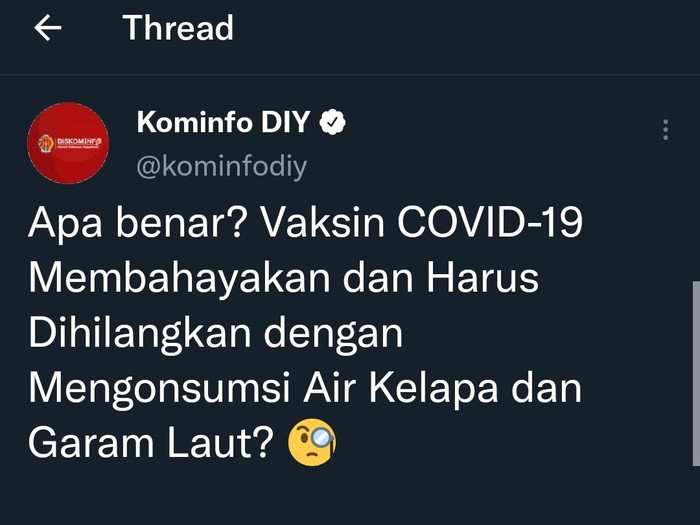 Thread
Kominfo DIY
DISKOMINFO
@kominfodiy
Apa benar? Vaksin COVID-19
Membahayakan dan Harus
Dihilangkan dengan
Mengonsumsi Air Kelapa dan
Garam Laut? 🧐